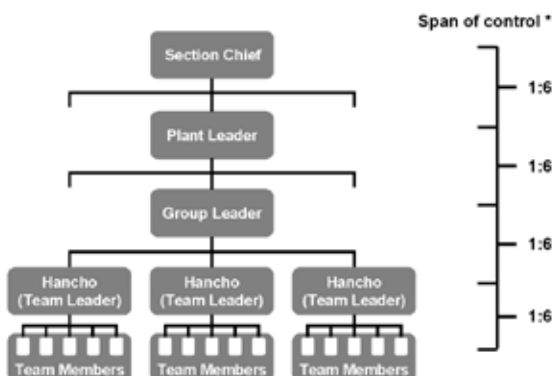 Span of control *
Section Chief
1:6
Plant Leader
1:6
Group Leader
1:6
Hancho
(Team Leader)
Hancho
(Team Leader)
Hancho
(Team Leader)
1:6
Team Members
Team Members
Team Members